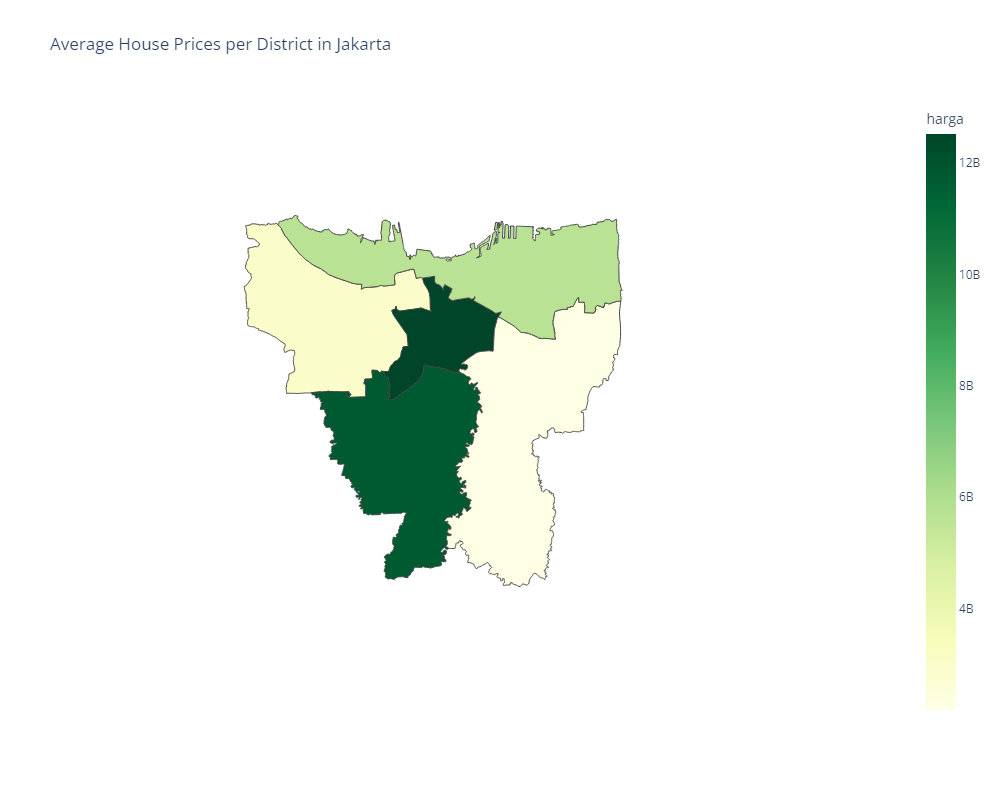 Average House Prices per District in Jakarta
harga
12B
10B
8B
6B
4B